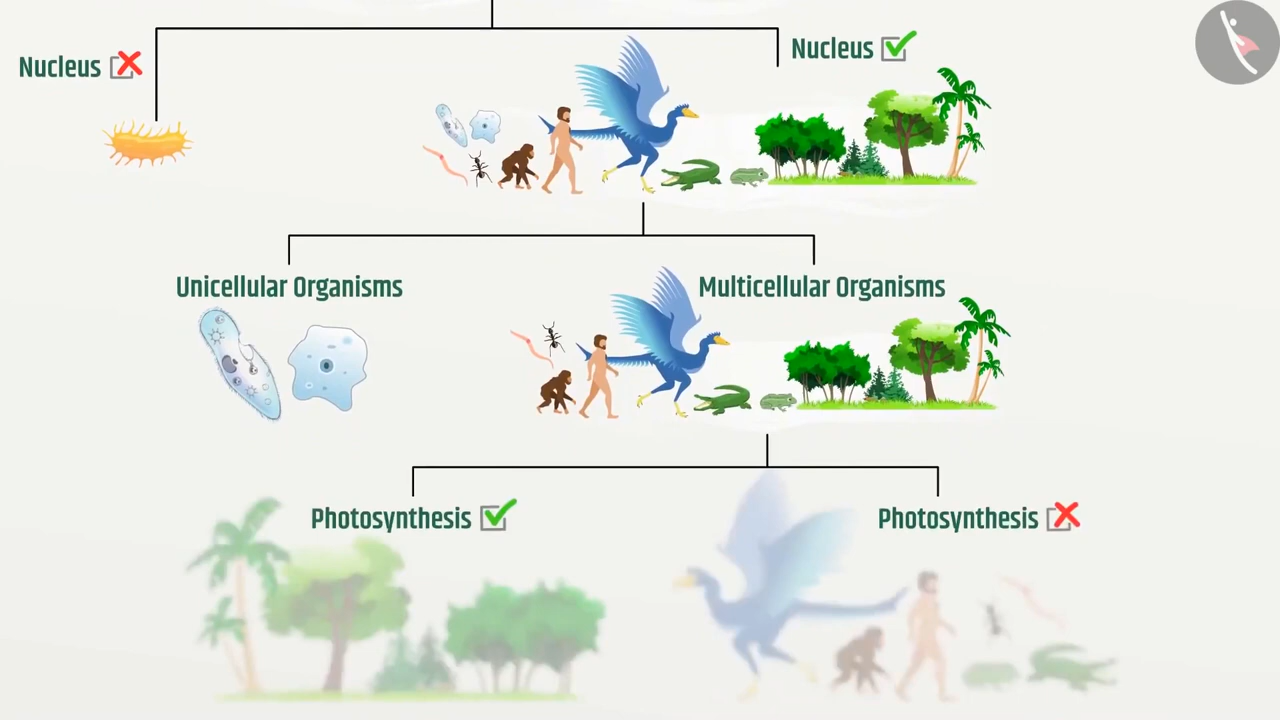 Nucleus
Nucleus
Unicellular Organisms
Multicellular Organisms
Photosynthesis
Photosynthesis